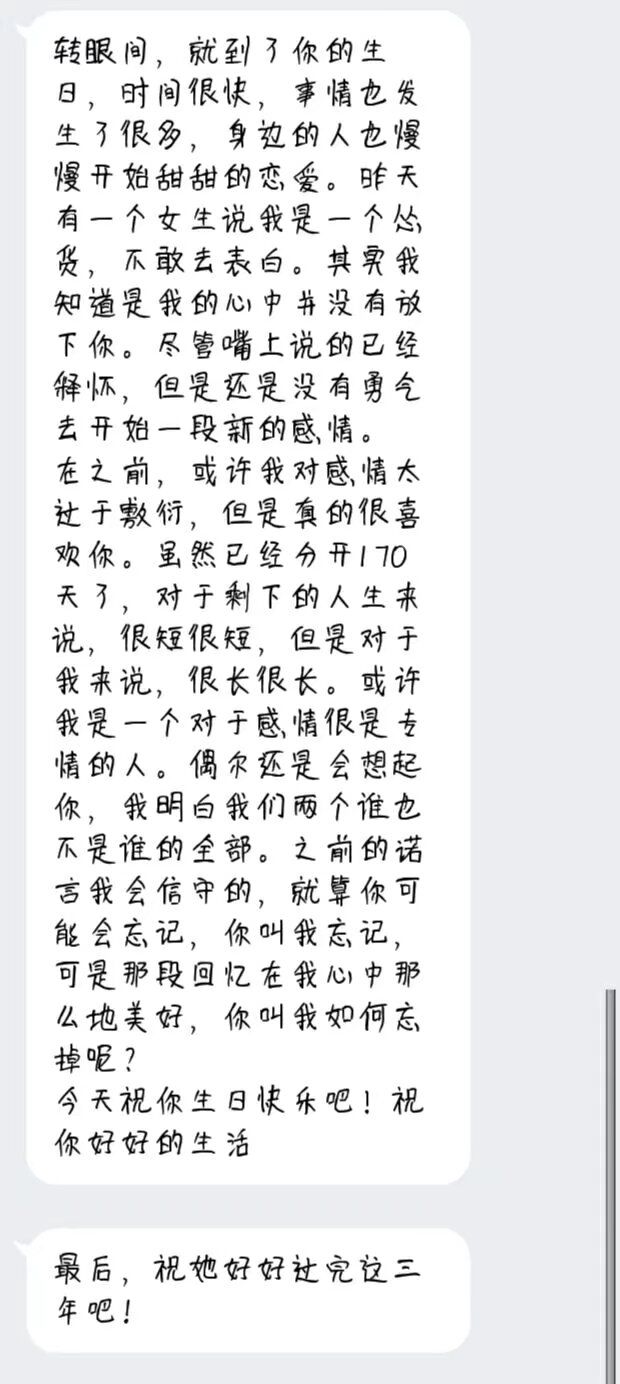 转眼间，就到了你的生
日，时间很快，事情也发
生了很多，身边的人也慢
慢开始甜甜的恋爱。昨天
有一个女生说我是一个怂
货，不敢去表白。其实我
知道是我的心中并没有放
下你。尽管嘴上说的已经
释怀，但是还是没有勇气
去开始一段新的感情。
在之前，或许我对感情太
过于敷衍，但是真的很喜
欢你。虽然已经分开170
天了，对于剩下的人生来
说，很短很短，但是对于
我来说，很长很长。或许
我是一个对于感情很是专
情的人。偶尔还是会想起
你，我明白我们两个谁也
不是谁的全部。之前的诺
言我会信守的，就算你可
能会忘记，你叫我忘记，
可是那段回忆在我心中那
么地美好，你叫我如何忘
掉呢？
今天祝你生日快乐吧！祝
你好好的生活
最后，祝她好好过完这三
年吧！